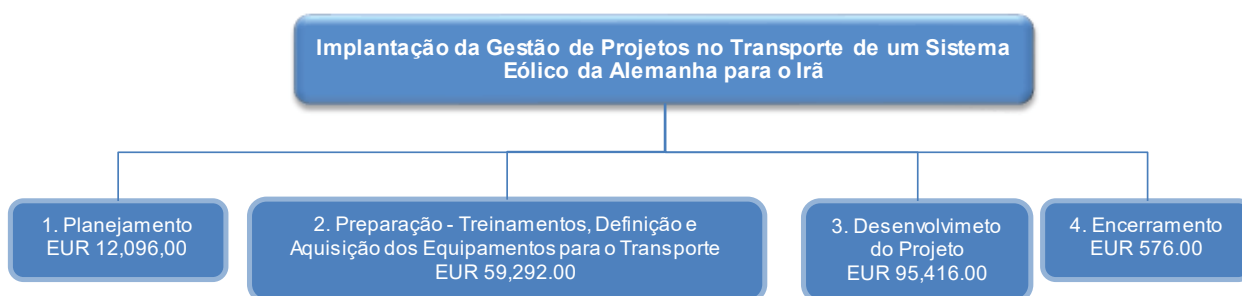 Implantação da Gestão de Projetos no Transporte de um Sistema
Eólico da Alemanha para o Irã
1. Planejamento
EUR 12,096,00
2. Preparação - Treinamentos, Definição e
Aquisição dos Equipamentos para o Transporte
EUR 59,292.00
3. Desenvolvimeto
do Projeto
EUR 95,416.00
4. Encerramento
EUR 576.00